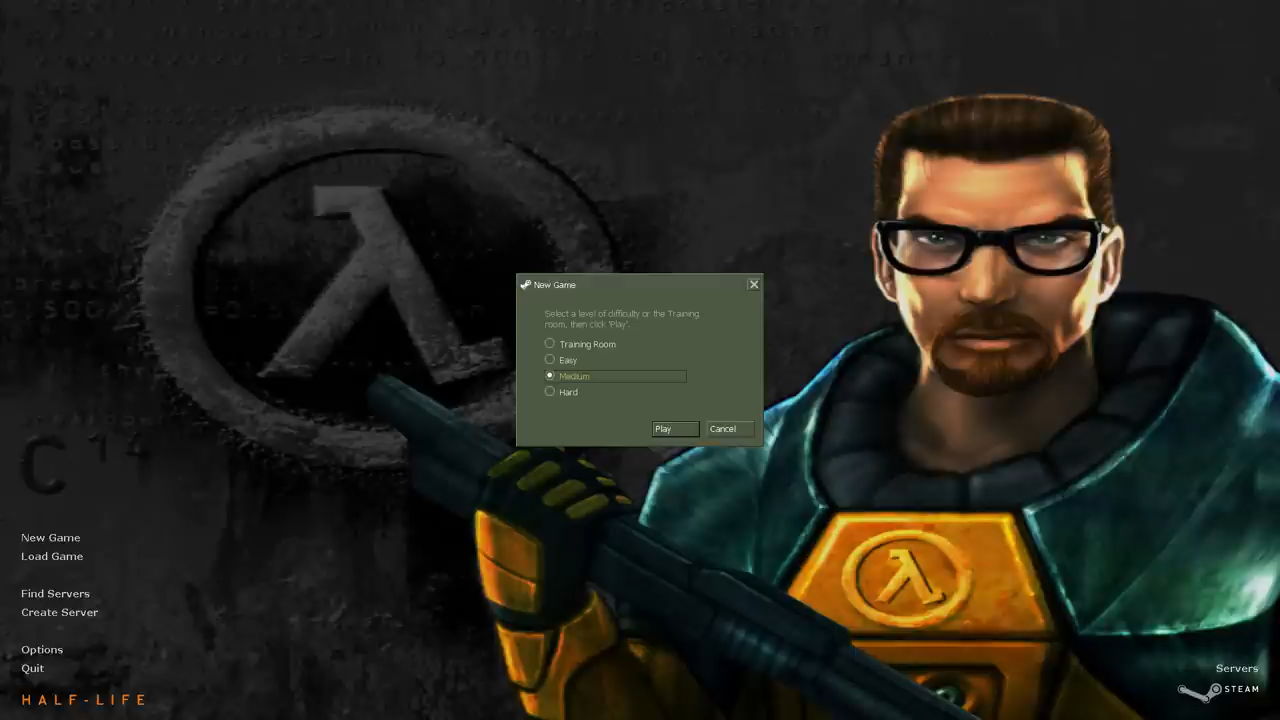 New Game
Select a level of difficulty or the Training
room, then click 'Play'.
Training Room
Easy
Medium
Hard
Play
Cancel
C¹⁴
New Game
Load Game
Find Servers
Create Server
Options
Quit
HALF-LIFE
Servers
STEAM